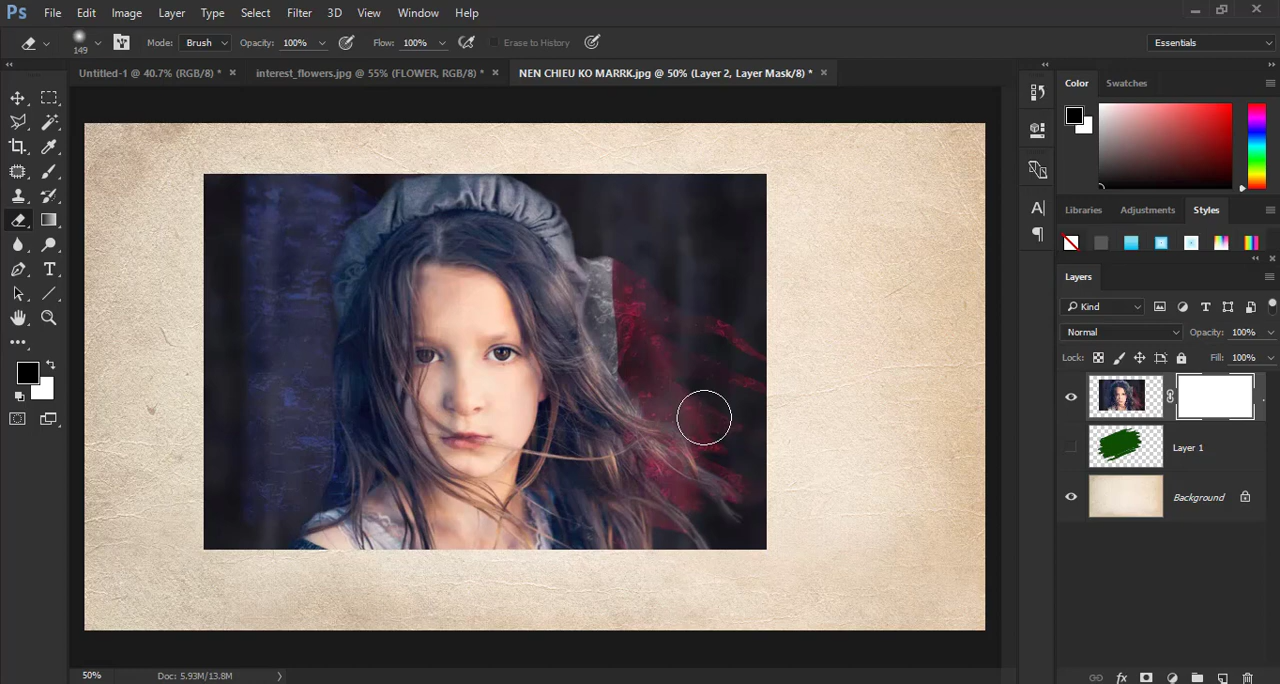 Ps File Edit Image Layer Type Select Filter 3D View Window Help
149 Mode: Brush Opacity: 100% Flow: 100% Erase to History Essentials
Untitled-1 @ 40.7% (RGB/8) * × interest_flowers.jpg @ 55% (FLOWER, RGB/8) * × NEN CHIEU KO MARRK.jpg @ 50% (Layer 2, Layer Mask/8) * ×
Color Swatches
Libraries Adjustments Styles
Layers
Kind
Normal Opacity: 100%
Lock: Fill: 100%
Layer 1
Background
50% Doc: 5.93M/13.8M